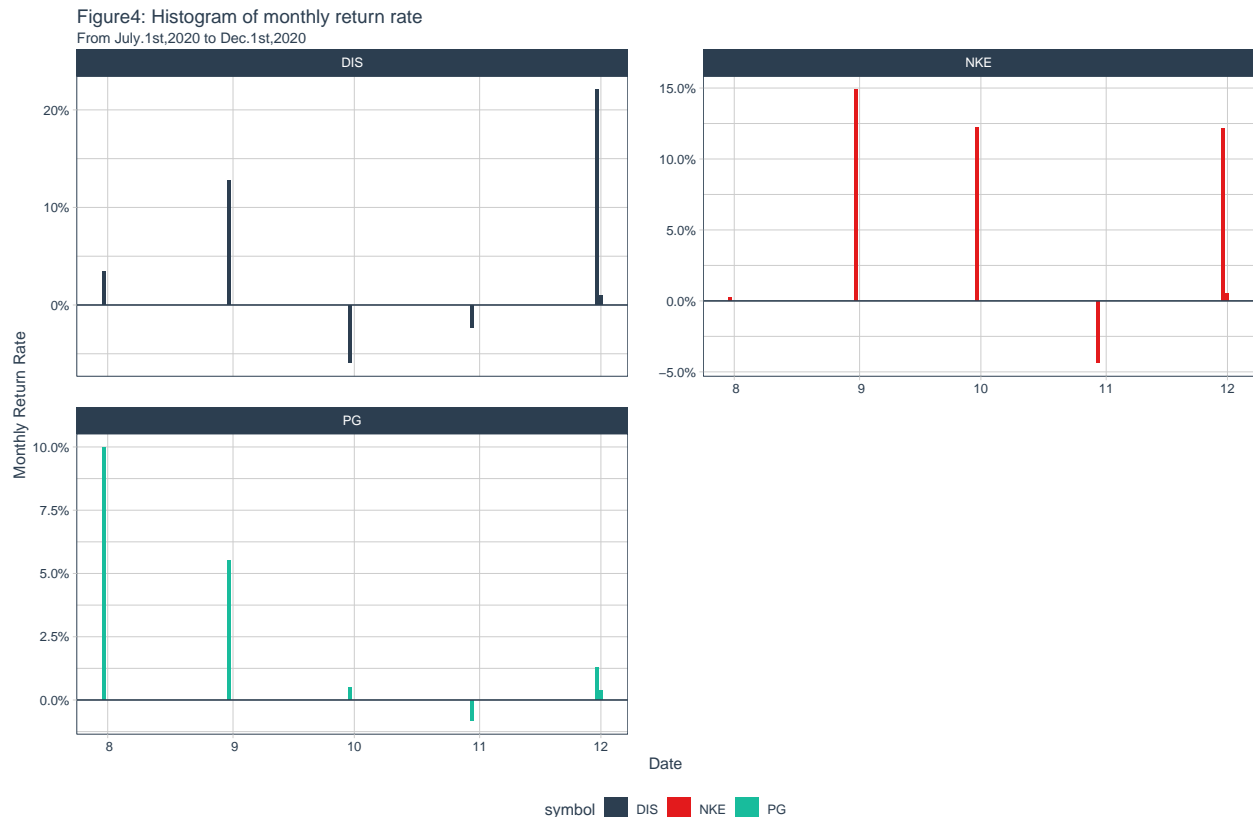 Figure4: Histogram of monthly return rate
From July.1st,2020 to Dec.1st,2020
DIS
NKE
20%
10%
0%
15.0%
10.0%
5.0%
0.0%
−5.0%
8 9 10 11 12
PG
Monthly Return Rate
10.0%
7.5%
5.0%
2.5%
0.0%
8 9 10 11 12
Date
symbol DIS NKE PG